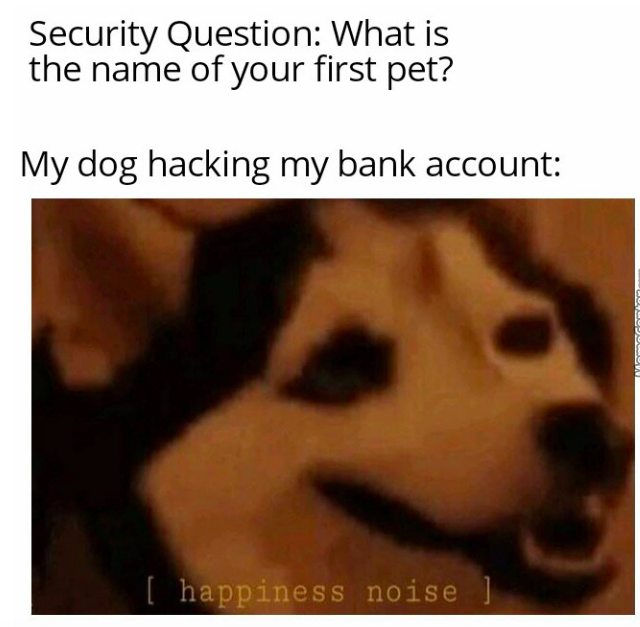 Security Question: What is
the name of your first pet?
My dog hacking my bank account:
[ happiness noise ]